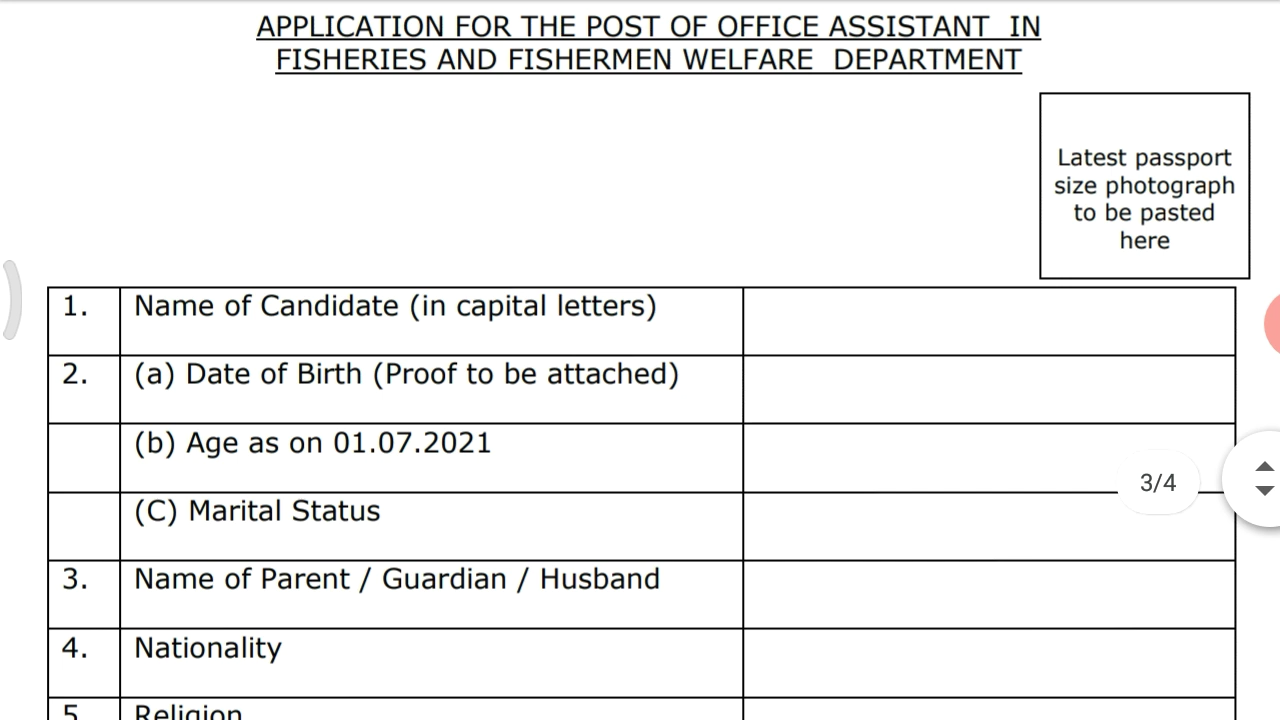 APPLICATION FOR THE POST OF OFFICE ASSISTANT IN
FISHERIES AND FISHERMEN WELFARE DEPARTMENT
Latest passport
size photograph
to be pasted
here
1. Name of Candidate (in capital letters)
2. (a) Date of Birth (Proof to be attached)
(b) Age as on 01.07.2021
3/4
(C) Marital Status
3. Name of Parent / Guardian / Husband
4. Nationality
5. Religion